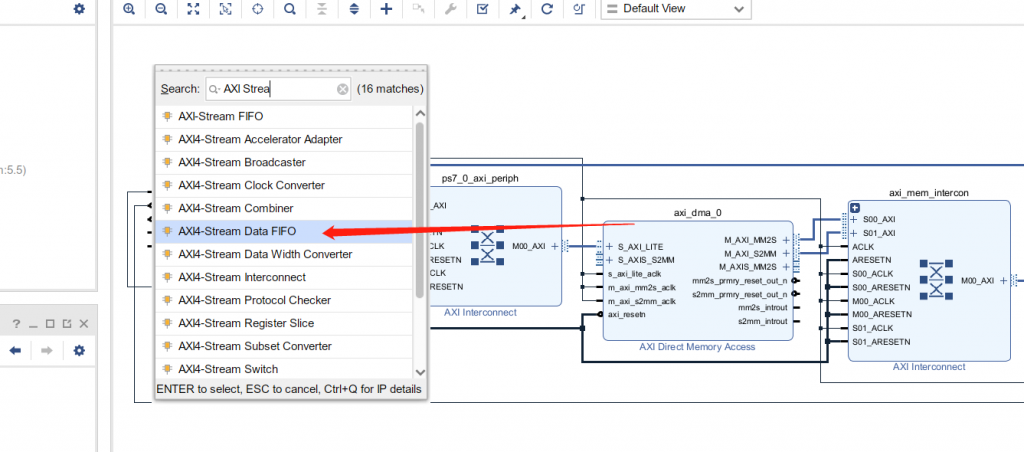 Default View
Search: AXI Strea (16 matches)
AXI-Stream FIFO
AXI4-Stream Accelerator Adapter
AXI4-Stream Broadcaster
AXI4-Stream Clock Converter
AXI4-Stream Combiner
AXI4-Stream Data FIFO
AXI4-Stream Data Width Converter
AXI4-Stream Interconnect
AXI4-Stream Protocol Checker
AXI4-Stream Register Slice
AXI4-Stream Subset Converter
AXI4-Stream Switch
ENTER to select, ESC to cancel, Ctrl+Q for IP details
n:5.5)
ps7_0_axi_periph
_AXI
ACLK
ARESETN
M00_AXI
AXI Interconnect
axi_dma_0
S_AXI_LITE
S_AXIS_S2MM
s_axi_lite_aclk
m_axi_mm2s_aclk
m_axi_s2mm_aclk
axi_resetn
M_AXI_MM2S
M_AXI_S2MM
M_AXIS_MM2S
mm2s_prmry_reset_out_n
s2mm_prmry_reset_out_n
mm2s_introut
s2mm_introut
AXI Direct Memory Access
axi_mem_intercon
S00_AXI
S01_AXI
ACLK
ARESETN
S00_ACLK
S00_ARESETN
M00_ACLK
M00_ARESETN
S01_ACLK
S01_ARESETN
M00_AXI
AXI Interconnect